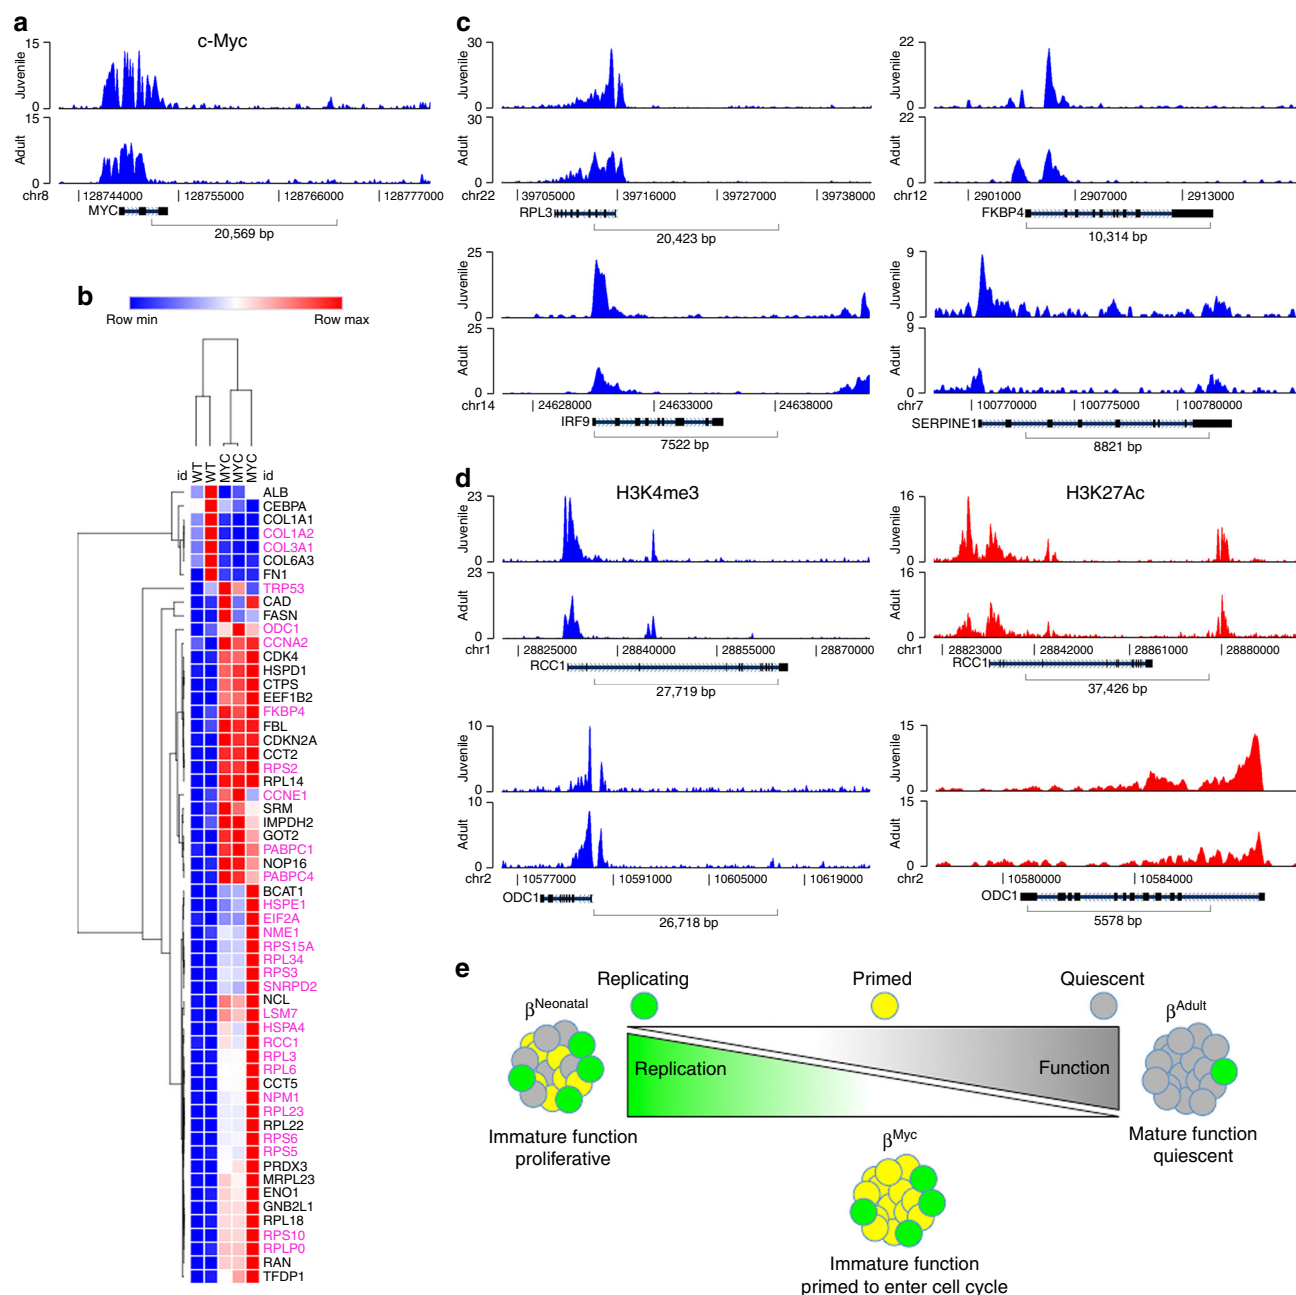 a
c-Myc
15
0
Juvenile
15
0
Adult
chr8
128744000
128755000
128766000
128777000
MYC
20,569 bp
b
Row min
Row max
id
WT
WT
MYC
MYC
MYC
id
ALB
CEBPA
COL1A1
COL1A2
COL3A1
COL6A3
FN1
TRP53
CAD
FASN
ODC1
CCNA2
CDK4
HSPD1
CTPS
EEF1B2
FKBP4
FBL
CDKN2A
CCT2
RPS2
RPL14
CCNE1
SRM
IMPDH2
GOT2
PABPC1
NOP16
PABPC4
BCAT1
HSPE1
EIF2A
NME1
RPS15A
RPL34
RPS3
SNRPD2
NCL
LSM7
HSPA4
RCC1
RPL3
RPL6
CCT5
NPM1
RPL23
RPL22
RPS6
RPS5
PRDX3
MRPL23
ENO1
GNB2L1
RPL18
RPS10
RPLP0
RAN
TFDP1
c
30
0
Juvenile
30
0
Adult
chr22
39705000
39716000
39727000
39738000
RPL3
20,423 bp
22
0
Juvenile
22
0
Adult
chr12
2901000
2907000
2913000
FKBP4
10,314 bp
25
0
Juvenile
25
0
Adult
chr14
24628000
24633000
24638000
IRF9
7522 bp
9
0
Juvenile
9
0
Adult
chr7
100770000
100775000
100780000
SERPINE1
8821 bp
d
H3K4me3
23
0
Juvenile
23
0
Adult
chr1
28825000
28840000
28855000
28870000
RCC1
27,719 bp
H3K27Ac
16
0
Juvenile
16
0
Adult
chr1
28823000
28842000
28861000
28880000
RCC1
37,426 bp
10
0
Juvenile
10
0
Adult
chr2
10577000
10591000
10605000
10619000
ODC1
26,718 bp
15
0
Juvenile
15
0
Adult
chr2
10580000
10584000
ODC1
5578 bp
e
Replicating
Primed
Quiescent
βNeonatal
βAdult
Replication
Function
Immature function
proliferative
Mature function
quiescent
βMyc
Immature function
primed to enter cell cycle